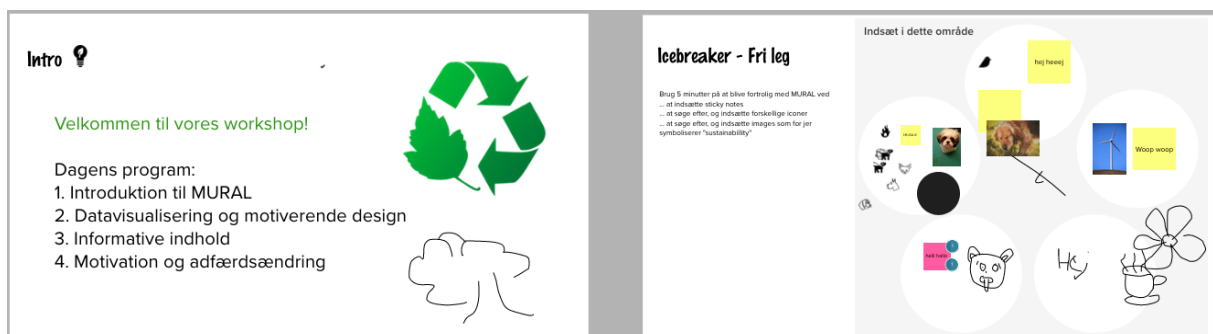 Intro
Velkommen til vores workshop!
Dagens program:
1. Introduktion til MURAL
2. Datavisualisering og motiverende design
3. Informative indhold
4. Motivation og adfærdsændring
Icebreaker - Fri leg
Brug 5 minutter på at blive fortrolig med MURAL ved
... at indsætte sticky notes
... at søge efter, og indsætte forskellige iconer
... at søge efter, og indsætte images som for jer
symboliserer "sustainability"
Indsæt i dette område
hej heeej
Woop woop
Hej